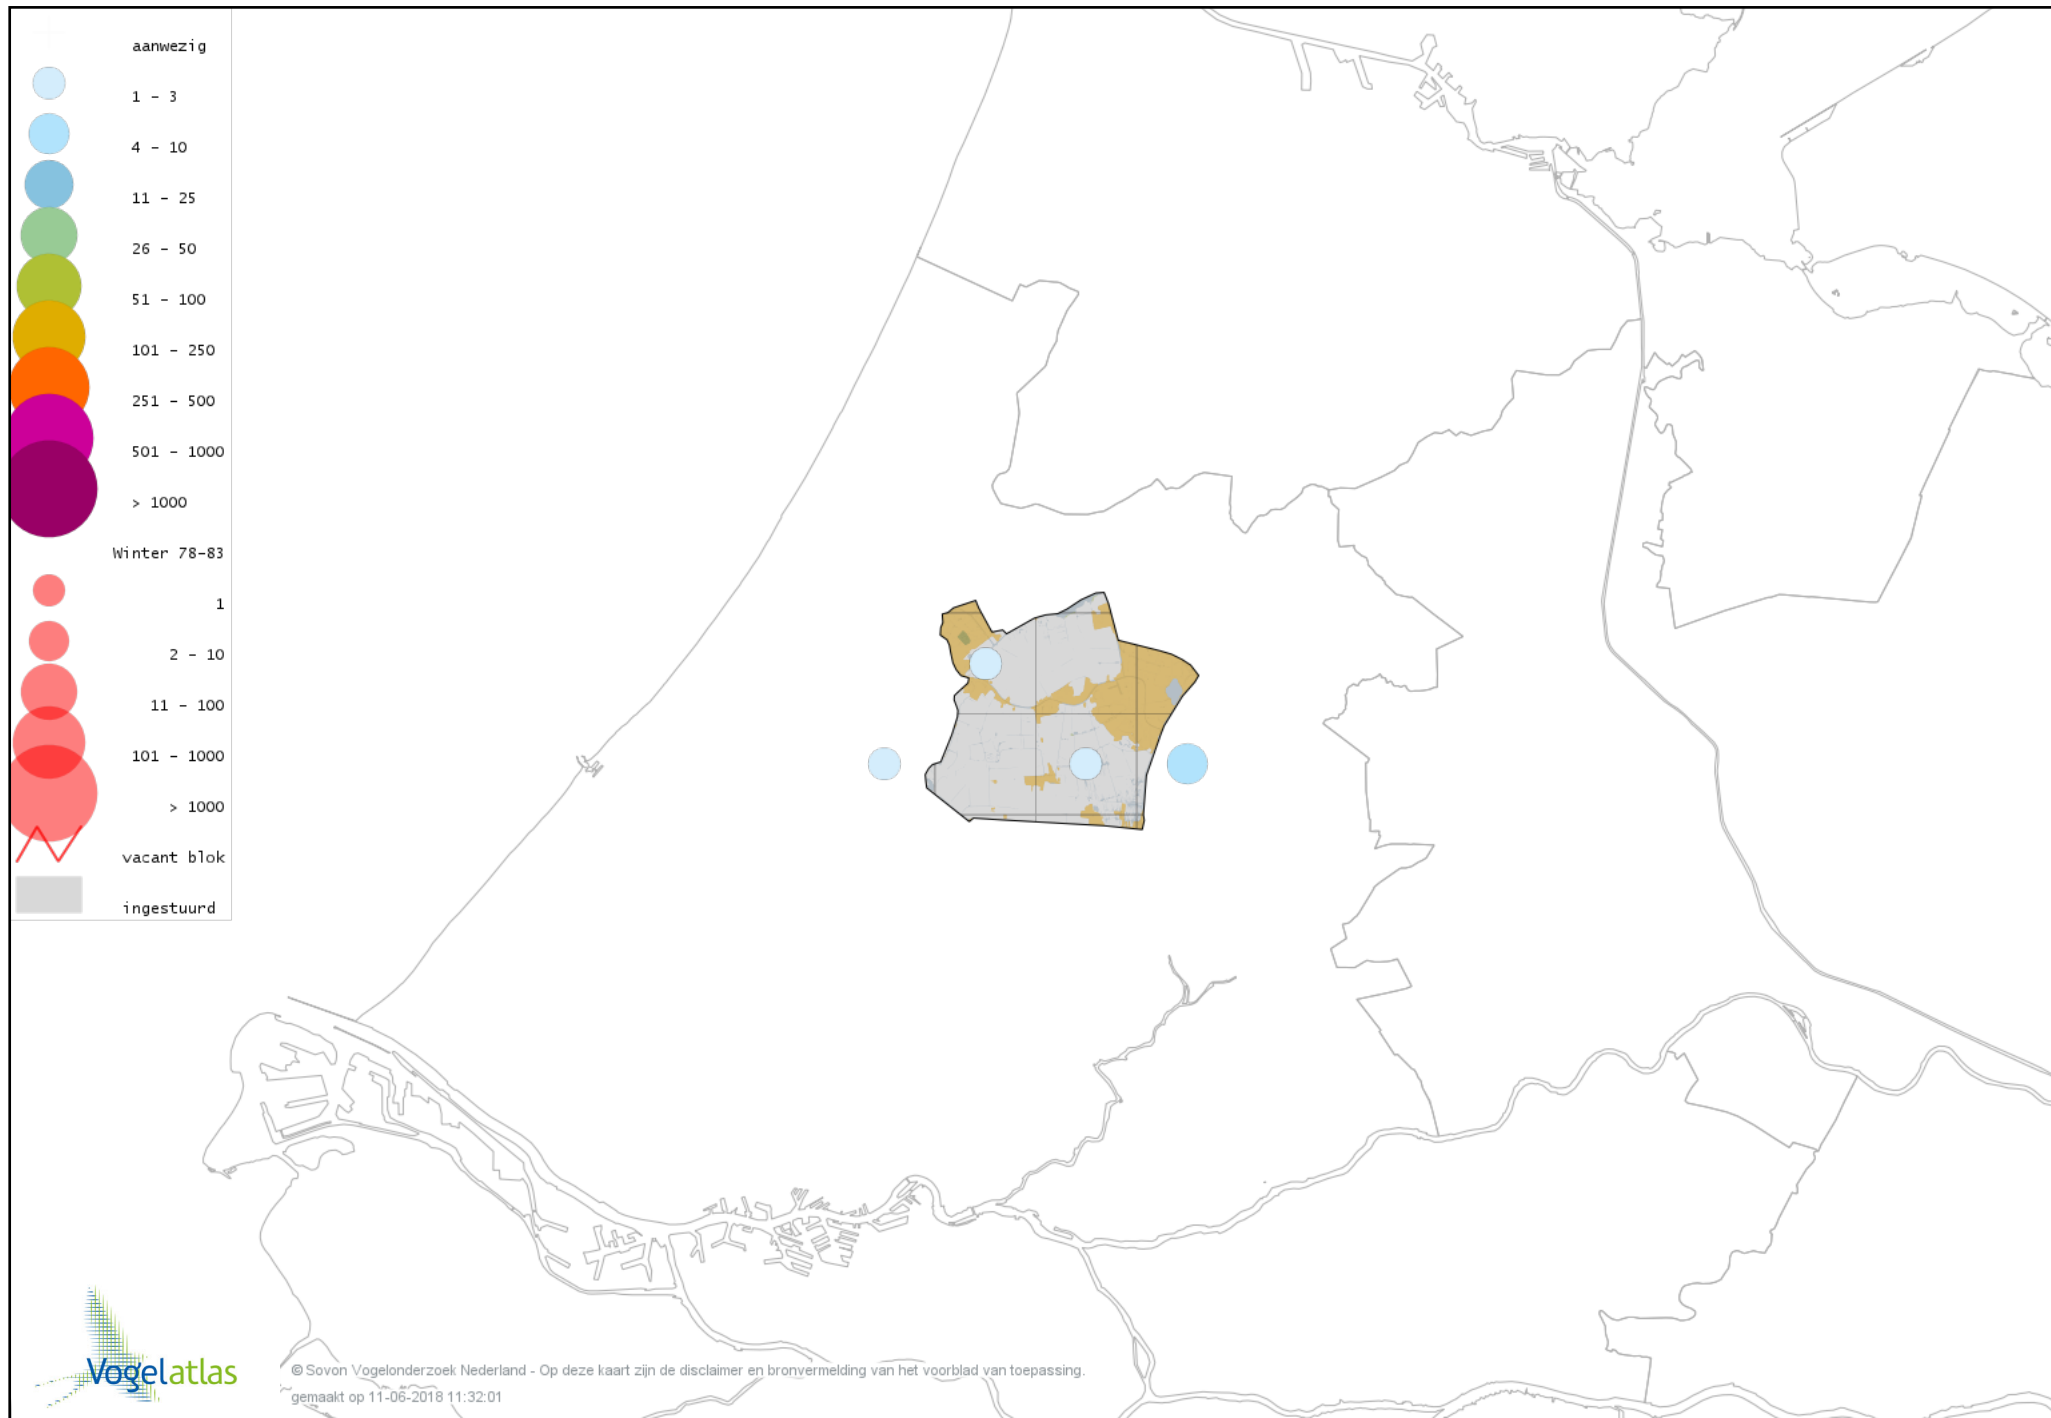 aanwezig
1 - 3
4 - 10
11 - 25
26 - 50
51 - 100
101 - 250
251 - 500
501 - 1000
> 1000
Winter 78-83
1
2 - 10
11 - 100
101 - 1000
> 1000
vacant blok
ingestuurd
Vogelatlas
© Sovon Vogelonderzoek Nederland - Op deze kaart zijn de disclaimer en bronvermelding van het voorblad van toepassing.
gemaakt op 11-06-2018 11:32:01